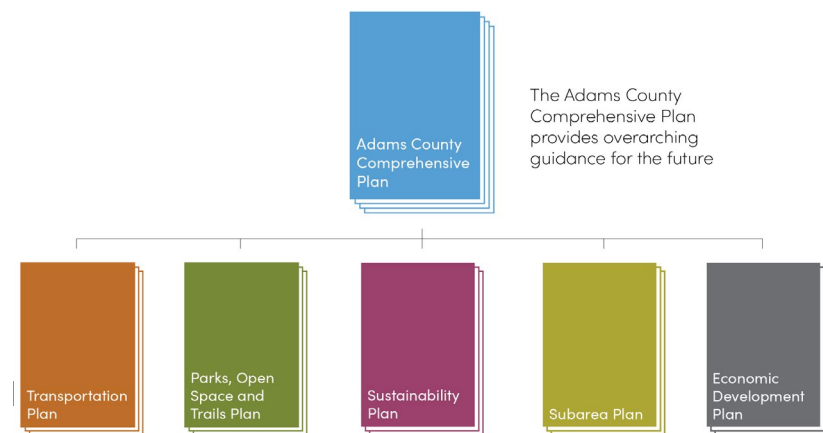 Adams County
Comprehensive
Plan
The Adams County
Comprehensive Plan
provides overarching
guidance for the future
Transportation
Plan
Parks, Open
Space and
Trails Plan
Sustainability
Plan
Subarea Plan
Economic
Development
Plan